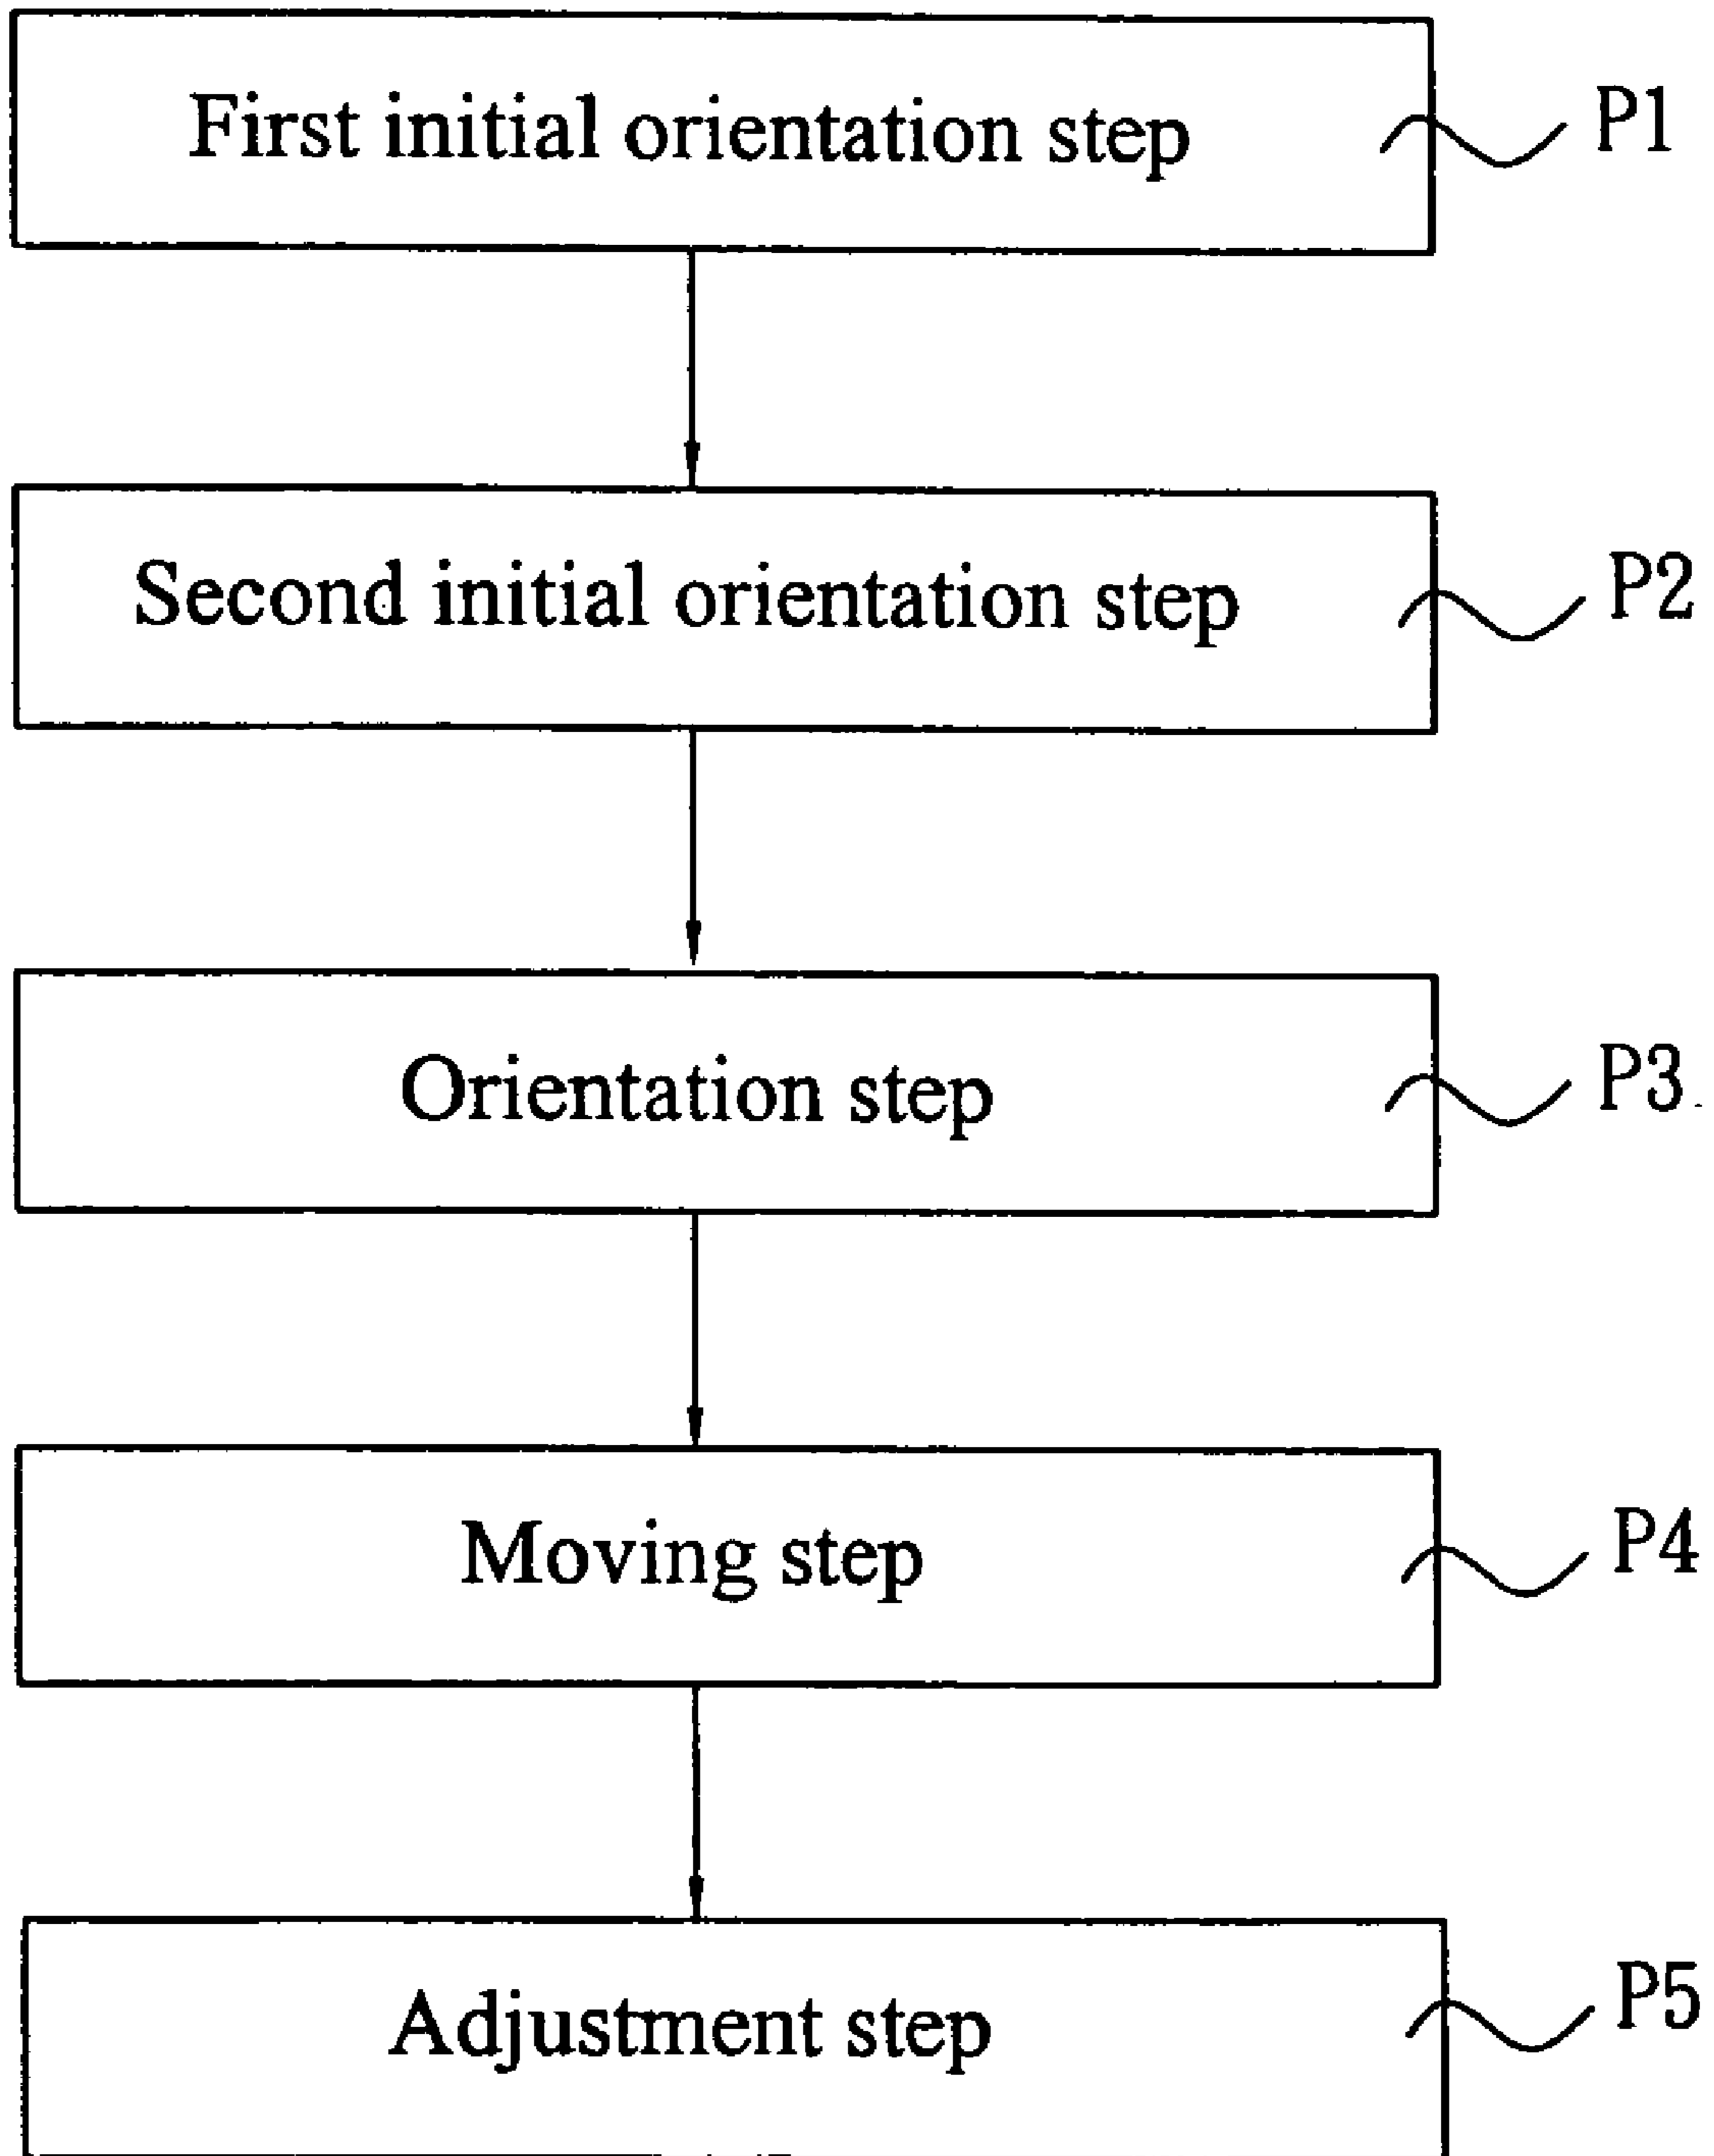 First initial orientation step P1
Second initial orientation step P2
Orientation step P3
Moving step P4
Adjustment step P5